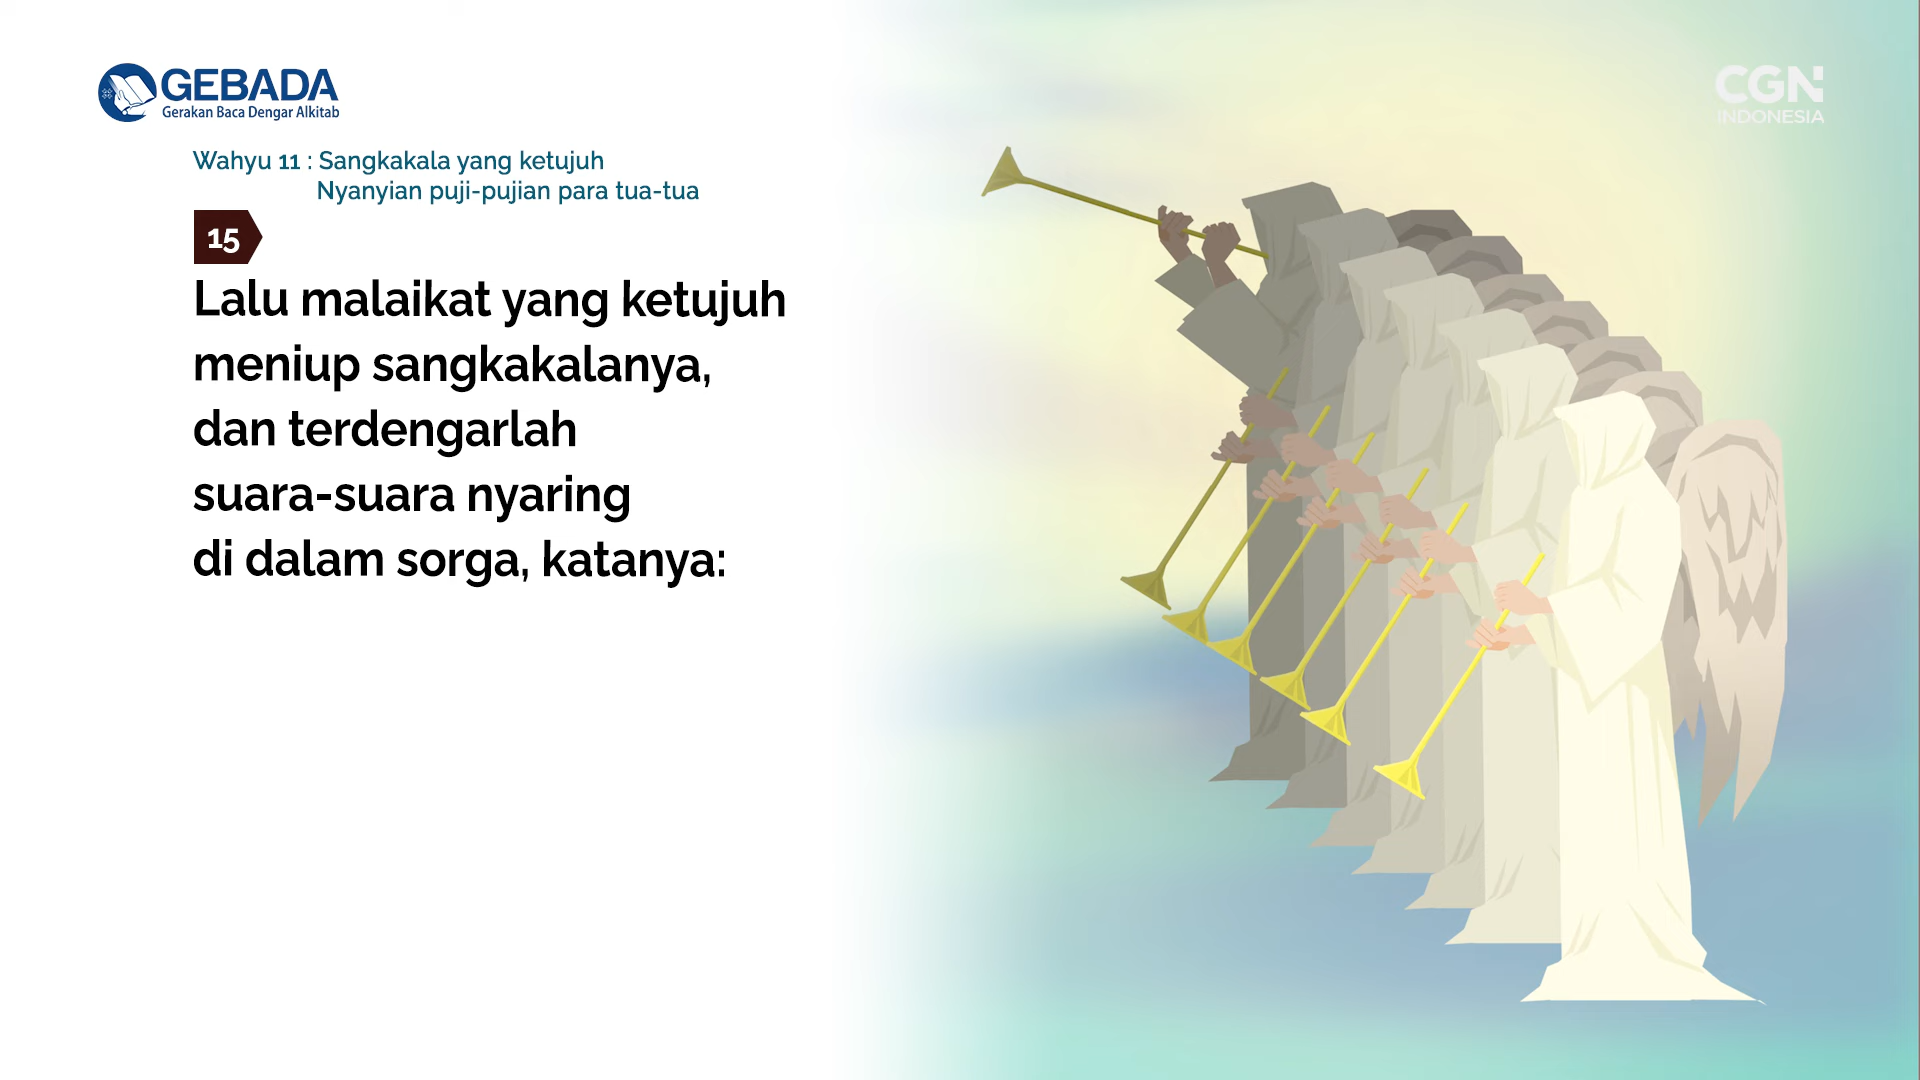 GEBADA
Gerakan Baca Dengar Alkitab
CGN
INDONESIA
Wahyu 11 : Sangkakala yang ketujuh
Nyanyian puji-pujian para tua-tua
15
Lalu malaikat yang ketujuh
meniup sangkakalanya,
dan terdengarlah
suara-suara nyaring
di dalam sorga, katanya: